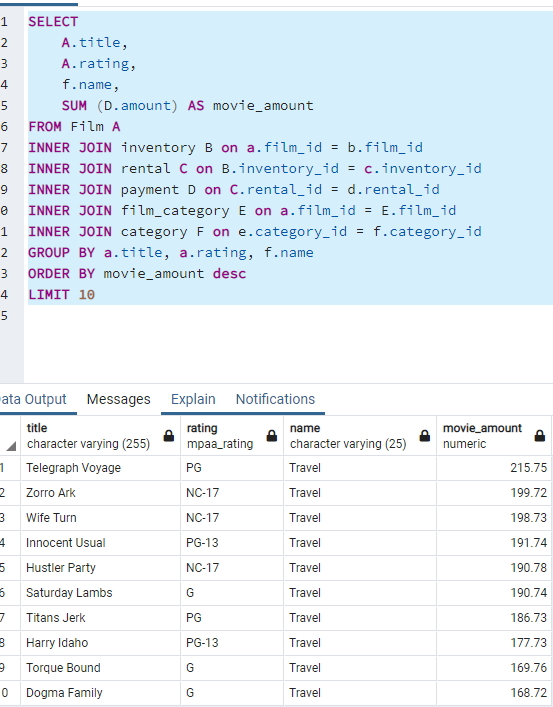 1 SELECT
2 A.title,
3 A.rating,
4 f.name,
5 SUM (D.amount) AS movie_amount
6 FROM Film A
7 INNER JOIN inventory B on a.film_id = b.film_id
8 INNER JOIN rental C on B.inventory_id = c.inventory_id
9 INNER JOIN payment D on C.rental_id = d.rental_id
0 INNER JOIN film_category E on a.film_id = E.film_id
1 INNER JOIN category F on e.category_id = f.category_id
2 GROUP BY a.title, a.rating, f.name
3 ORDER BY movie_amount desc
4 LIMIT 10
5
ata Output Messages Explain Notifications
title rating name movie_amount
character varying (255) mpaa_rating character varying (25) numeric
1 Telegraph Voyage PG Travel 215.75
2 Zorro Ark NC-17 Travel 199.72
3 Wife Turn NC-17 Travel 198.73
4 Innocent Usual PG-13 Travel 191.74
5 Hustler Party NC-17 Travel 190.78
6 Saturday Lambs G Travel 190.74
7 Titans Jerk PG Travel 186.73
8 Harry Idaho PG-13 Travel 177.73
9 Torque Bound G Travel 169.76
0 Dogma Family G Travel 168.72